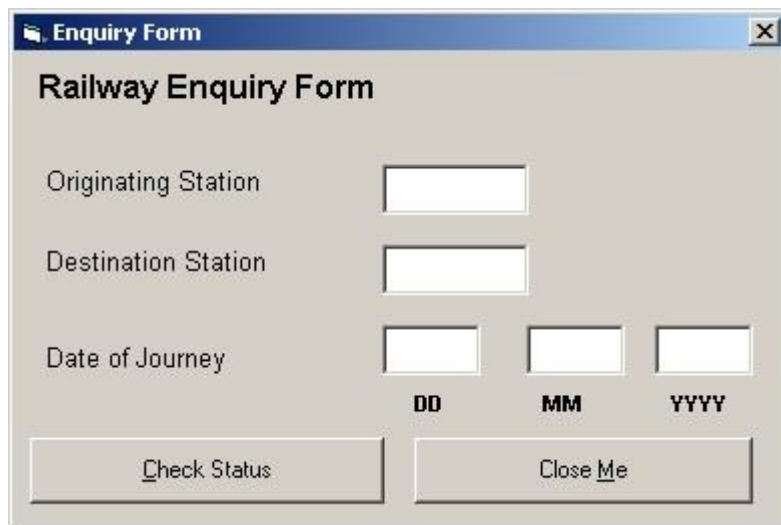 Enquiry Form
Railway Enquiry Form
Originating Station
Destination Station
Date of Journey
DD MM YYYY
Check Status Close Me